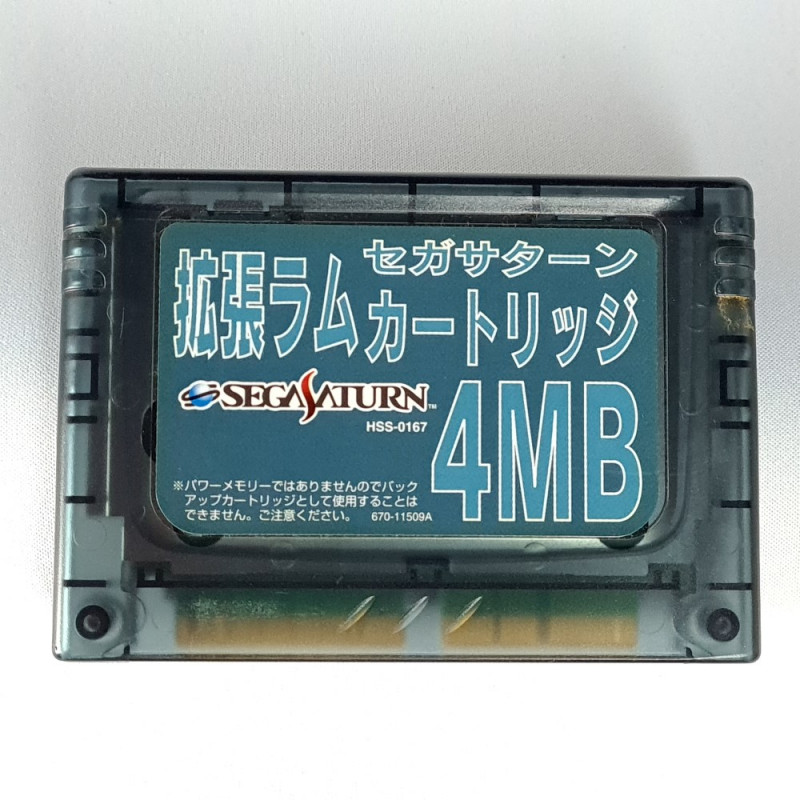 セガサターン
拡張ラムカートリッジ
SEGASATURN™
HSS-0167
4MB
※パワーメモリーではありませんのでバック
アップカートリッジとして使用することは
できません。ご注意ください。 670-11509A